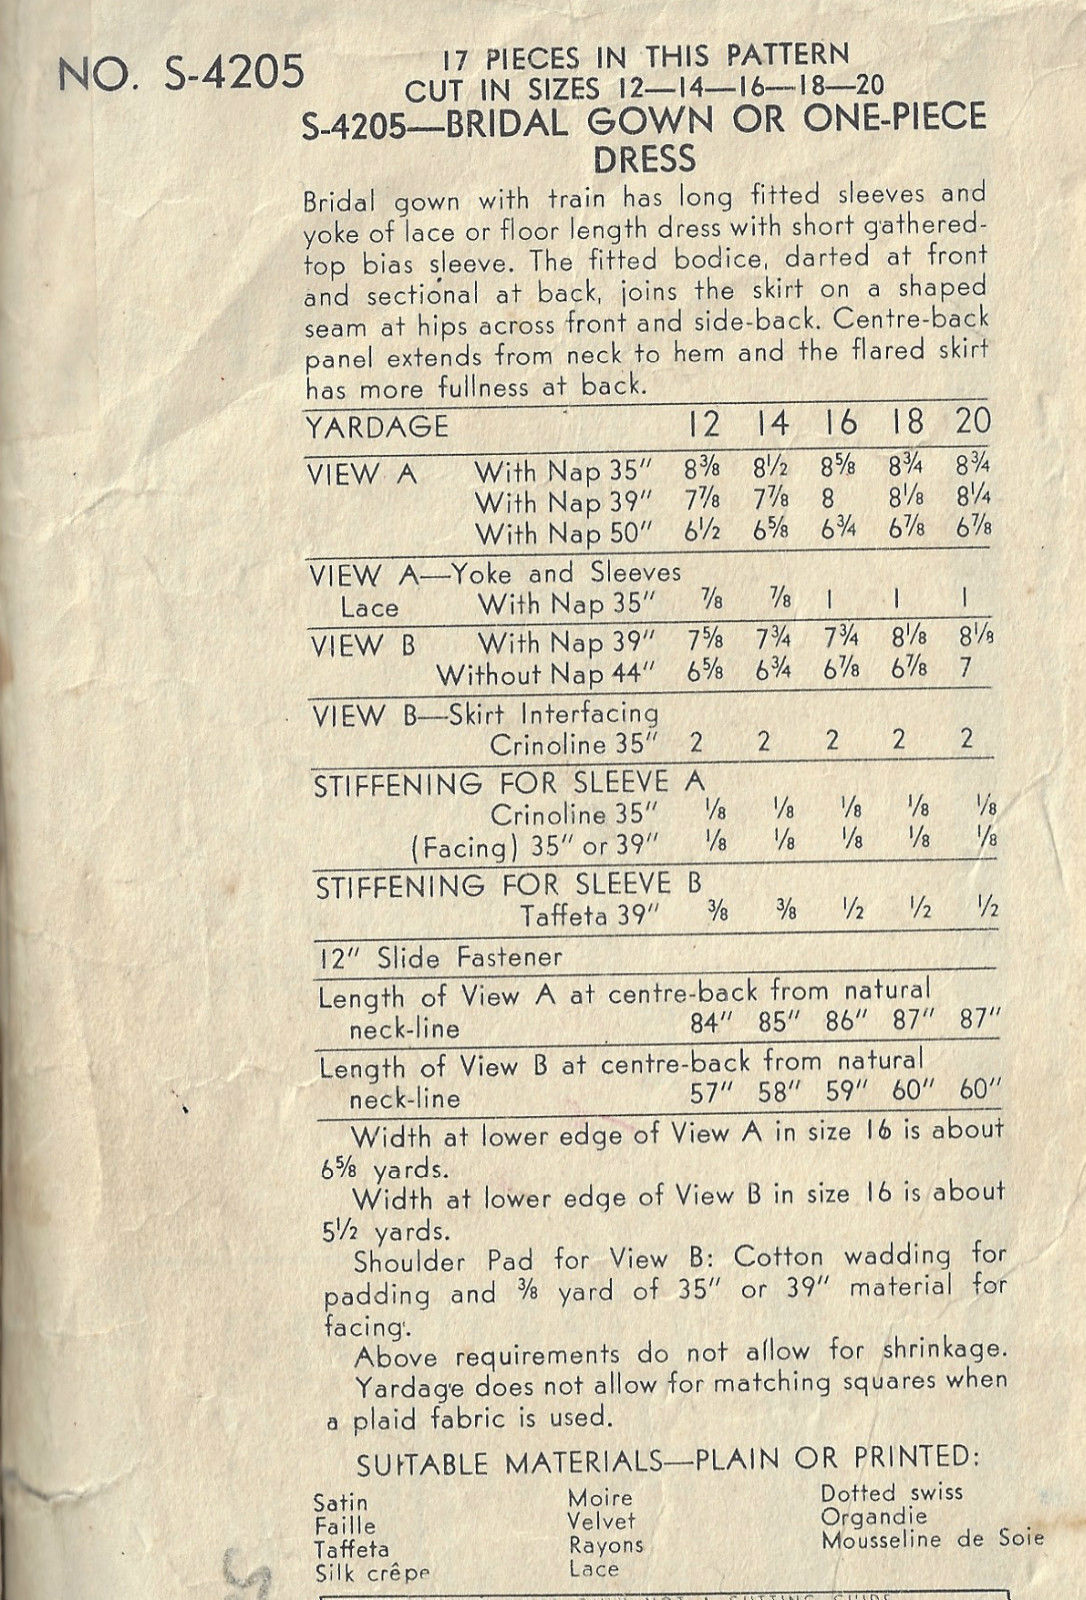 NO. S-4205
17 PIECES IN THIS PATTERN
CUT IN SIZES 12—14—16—18—20
S-4205—BRIDAL GOWN OR ONE-PIECE
DRESS
Bridal gown with train has long fitted sleeves and
yoke of lace or floor length dress with short gathered-
top bias sleeve. The fitted bodice, darted at front
and sectional at back, joins the skirt on a shaped
seam at hips across front and side-back. Centre-back
panel extends from neck to hem and the flared skirt
has more fullness at back.
YARDAGE 12 14 16 18 20
VIEW A With Nap 35" 8⅜ 8½ 8⅝ 8¾ 8¾
With Nap 39" 7⅞ 7⅞ 8 8⅛ 8¼
With Nap 50" 6½ 6⅝ 6¾ 6⅞ 6⅞
VIEW A—Yoke and Sleeves
Lace With Nap 35" ⅞ ⅞ 1 1 1
VIEW B With Nap 39" 7⅝ 7¾ 7¾ 8⅛ 8⅛
Without Nap 44" 6⅝ 6¾ 6⅞ 6⅞ 7
VIEW B—Skirt Interfacing
Crinoline 35" 2 2 2 2 2
STIFFENING FOR SLEEVE A
Crinoline 35" ⅛ ⅛ ⅛ ⅛ ⅛
(Facing) 35" or 39" ⅛ ⅛ ⅛ ⅛ ⅛
STIFFENING FOR SLEEVE B
Taffeta 39" ⅜ ⅜ ½ ½ ½
12" Slide Fastener
Length of View A at centre-back from natural
neck-line 84" 85" 86" 87" 87"
Length of View B at centre-back from natural
neck-line 57" 58" 59" 60" 60"
Width at lower edge of View A in size 16 is about
6⅝ yards.
Width at lower edge of View B in size 16 is about
5½ yards.
Shoulder Pad for View B: Cotton wadding for
padding and ⅜ yard of 35" or 39" material for
facing.
Above requirements do not allow for shrinkage.
Yardage does not allow for matching squares when
a plaid fabric is used.
SUITABLE MATERIALS—PLAIN OR PRINTED:
Satin Moire Dotted swiss
Faille Velvet Organdie
Taffeta Rayons Mousseline de Soie
Silk crêpe Lace